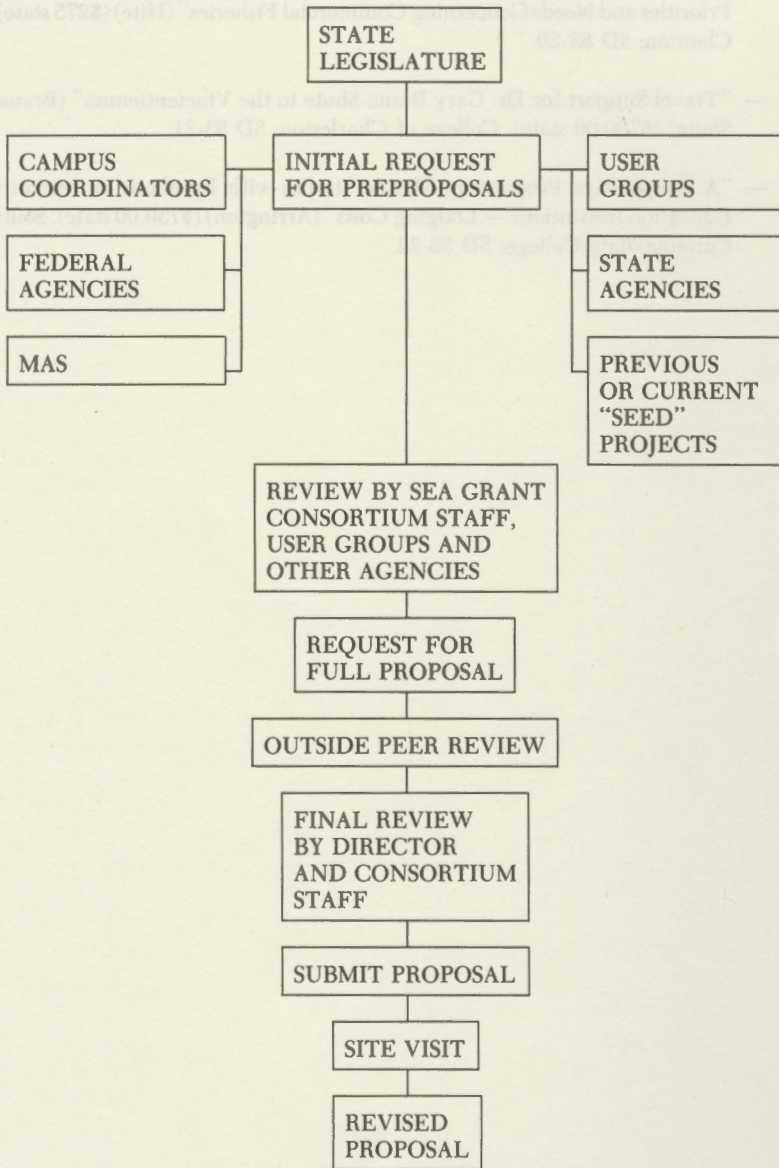 STATE
LEGISLATURE
CAMPUS
COORDINATORS
INITIAL REQUEST
FOR PREPROPOSALS
USER
GROUPS
FEDERAL
AGENCIES
STATE
AGENCIES
MAS
PREVIOUS
OR CURRENT
“SEED”
PROJECTS
REVIEW BY SEA GRANT
CONSORTIUM STAFF,
USER GROUPS AND
OTHER AGENCIES
REQUEST FOR
FULL PROPOSAL
OUTSIDE PEER REVIEW
FINAL REVIEW
BY DIRECTOR
AND CONSORTIUM
STAFF
SUBMIT PROPOSAL
SITE VISIT
REVISED
PROPOSAL